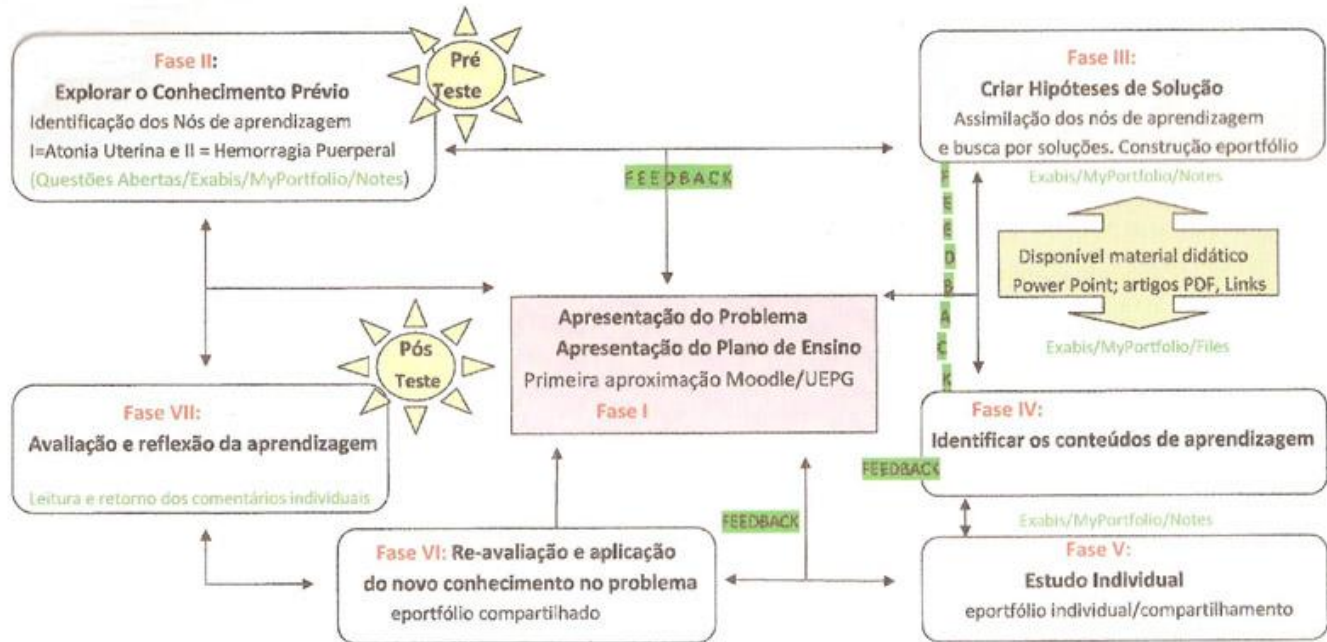 Fase II:
Explorar o Conhecimento Prévio
Identificação dos Nós de aprendizagem
I=Atonia Uterina e II = Hemorragia Puerperal
(Questões Abertas/Exabis/MyPortfolio/Notes)
Pré
Teste
FEEDBACK
Fase III:
Criar Hipóteses de Solução
Assimilação dos nós de aprendizagem
e busca por soluções. Construção eportfólio
Exabis/MyPortfolio/Notes
FEEDBACK
Disponível material didático
Power Point; artigos PDF, Links
Exabis/MyPortfolio/Files
Apresentação do Problema
Apresentação do Plano de Ensino
Primeira aproximação Moodle/UEPG
Fase I
Pós
Teste
Fase VII:
Avaliação e reflexão da aprendizagem
Leitura e retorno dos comentários individuais
Fase IV:
Identificar os conteúdos de aprendizagem
FEEDBACK
Exabis/MyPortfolio/Notes
FEEDBACK
Fase VI: Re-avaliação e aplicação
do novo conhecimento no problema
eportfólio compartilhado
Fase V:
Estudo Individual
eportfólio individual/compartilhamento